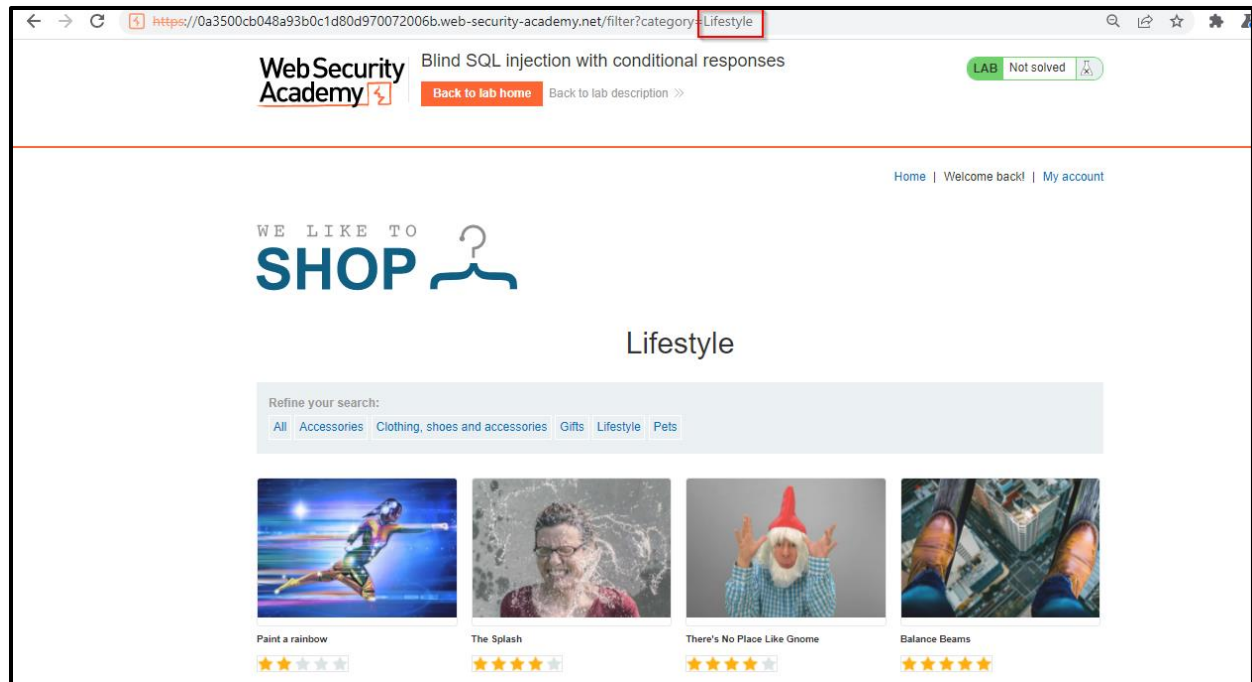 https://0a3500cb048a93b0c1d80d970072006b.web-security-academy.net/filter?category=Lifestyle
Web Security
Academy
Blind SQL injection with conditional responses
LAB Not solved
Back to lab home Back to lab description >>
Home | Welcome back! | My account
WE LIKE TO
SHOP
Lifestyle
Refine your search:
All Accessories Clothing, shoes and accessories Gifts Lifestyle Pets
Paint a rainbow The Splash There's No Place Like Gnome Balance Beams